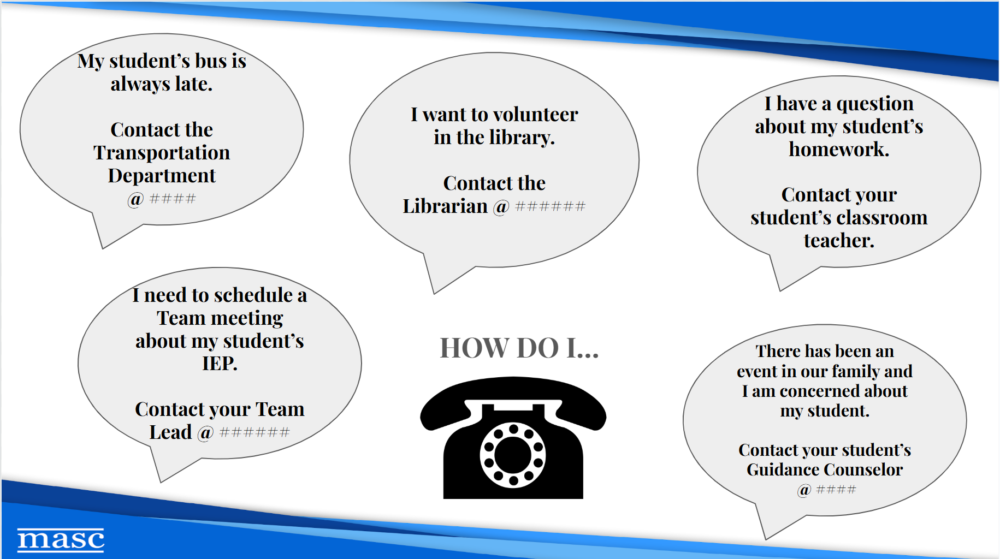 My student’s bus is
always late.
Contact the
Transportation
Department
@ ####
I want to volunteer
in the library.
Contact the
Librarian @ ######
I have a question
about my student’s
homework.
Contact your
student’s classroom
teacher.
I need to schedule a
Team meeting
about my student’s
IEP.
Contact your Team
Lead @ ######
HOW DO I...
There has been an
event in our family and
I am concerned about
my student.
Contact your student’s
Guidance Counselor
@ ####
masc